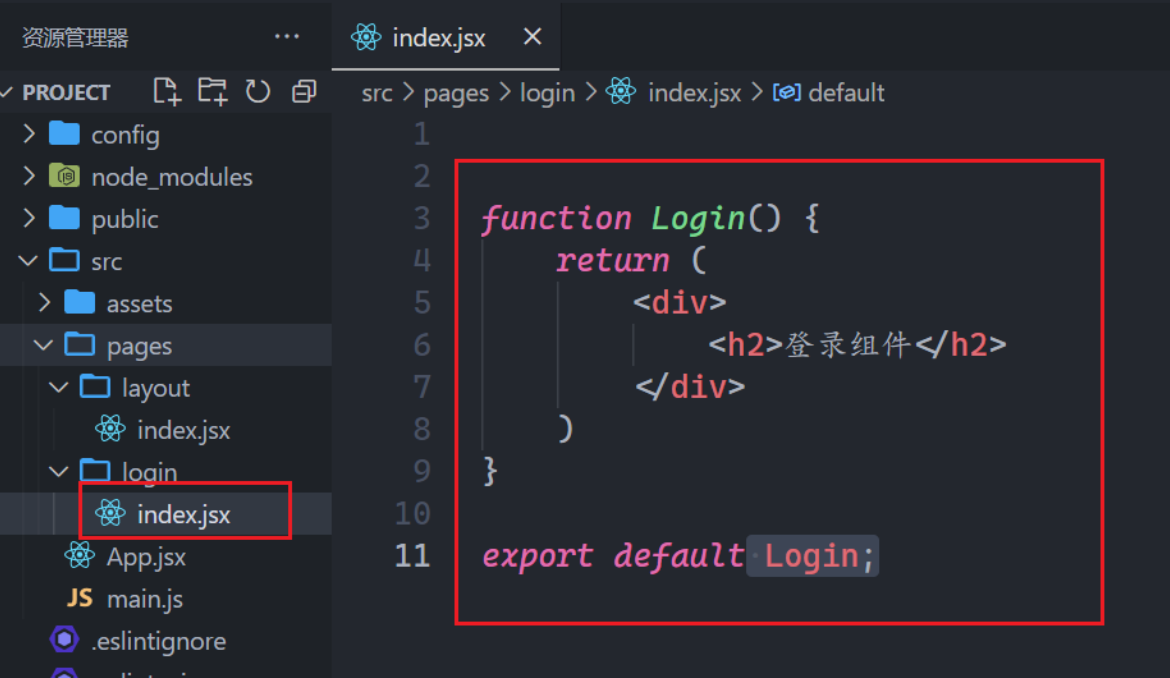 资源管理器 ···
PROJECT
config
node_modules
public
src
assets
pages
layout
index.jsx
login
index.jsx
App.jsx
JS main.js
.eslintignore
index.jsx
src > pages > login > index.jsx > default
1
2
3 function Login() {
4 return (
5 <div>
6 <h2>登录组件</h2>
7 </div>
8 )
9 }
10
11 export default Login;